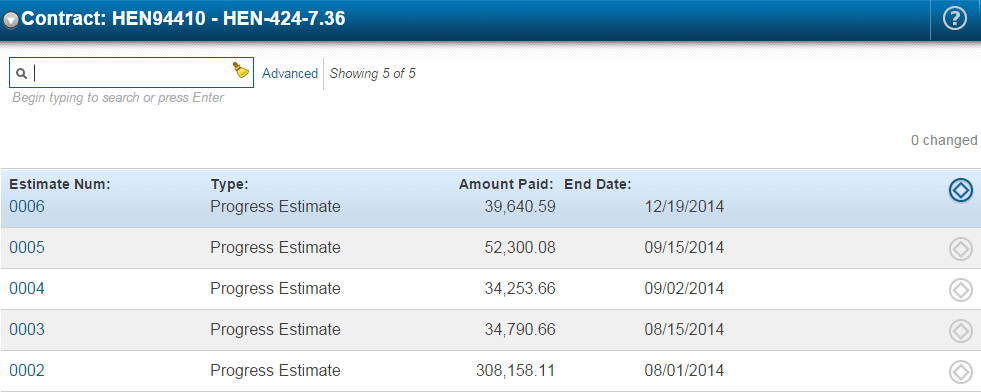 Contract: HEN94410 - HEN-424-7.36 ?
Advanced Showing 5 of 5
Begin typing to search or press Enter
0 changed
Estimate Num: Type: Amount Paid: End Date:
0006 Progress Estimate 39,640.59 12/19/2014
0005 Progress Estimate 52,300.08 09/15/2014
0004 Progress Estimate 34,253.66 09/02/2014
0003 Progress Estimate 34,790.66 08/15/2014
0002 Progress Estimate 308,158.11 08/01/2014